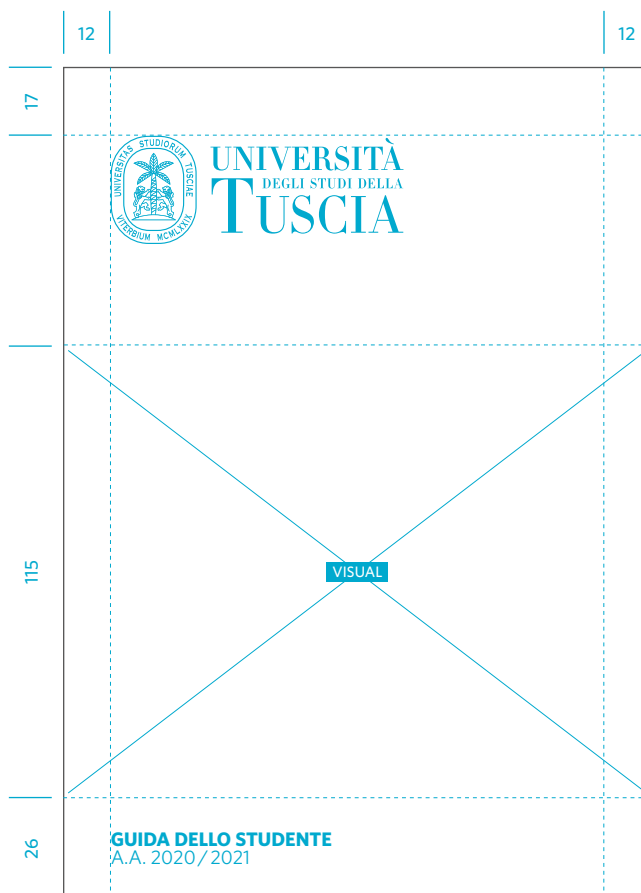 12
12
17
UNIVERSITAS STUDIORUM TUSCIAE
VITERBIUM MCMLXXIX
UNIVERSITÀ
DEGLI STUDI DELLA
TUSCIA
115
VISUAL
26
GUIDA DELLO STUDENTE
A.A. 2020/2021